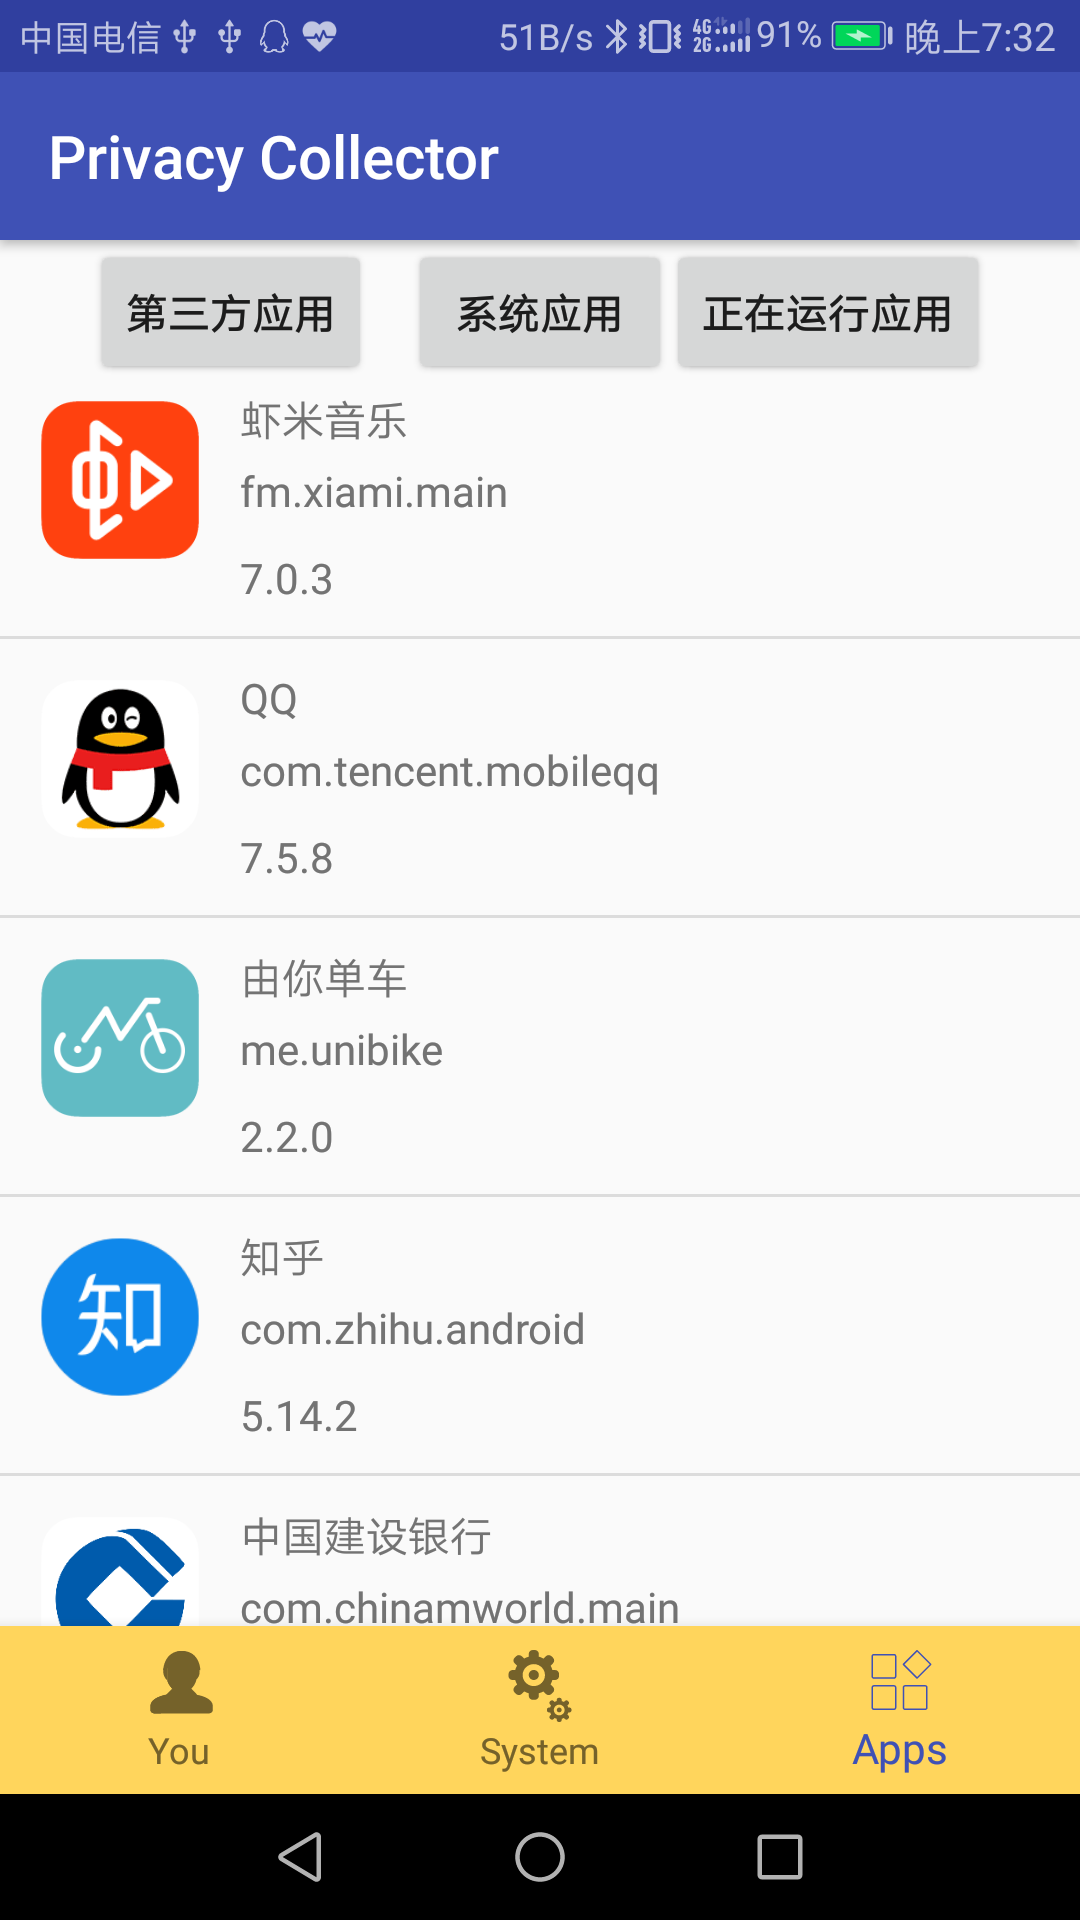 中国电信 51B/s 4G 2G 91% 晚上7:32
Privacy Collector
第三方应用 系统应用 正在运行应用
虾米音乐
fm.xiami.main
7.0.3
QQ
com.tencent.mobileqq
7.5.8
由你单车
me.unibike
2.2.0
知
知乎
com.zhihu.android
5.14.2
中国建设银行
com.chinamworld.main
You System Apps